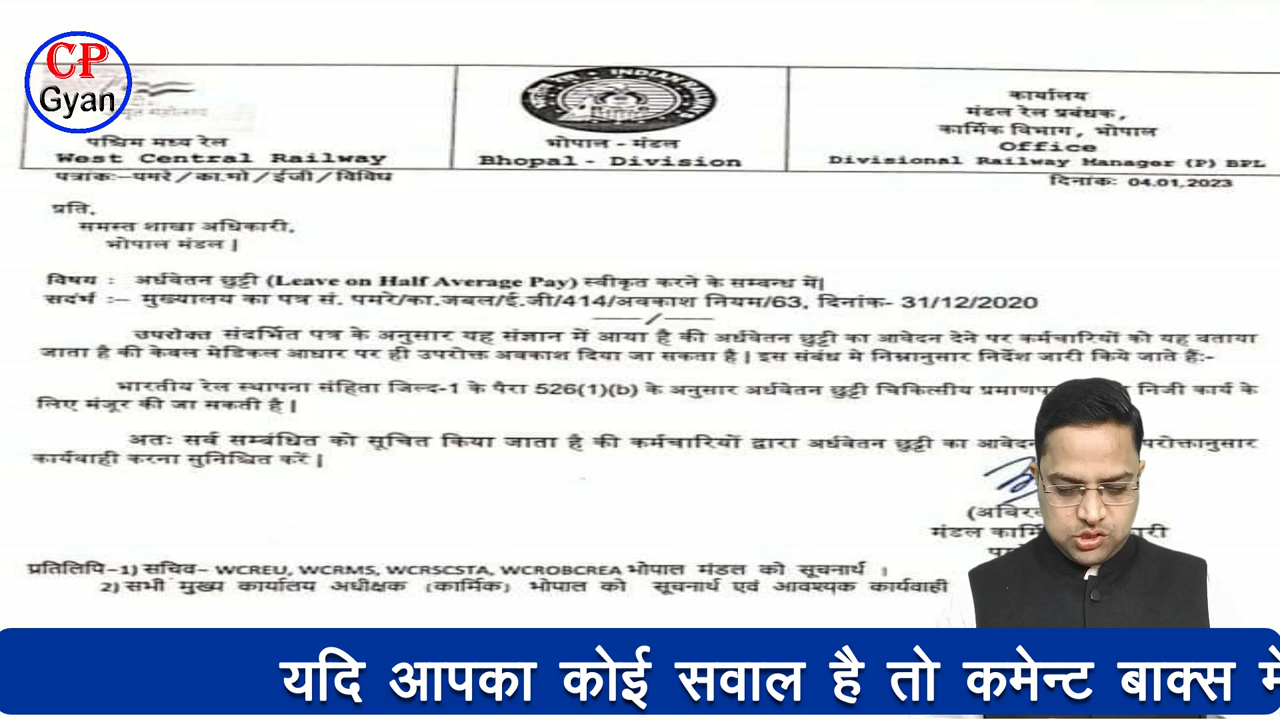 CP
Gyan
पश्चिम मध्य रेल
West Central Railway
INDIAN RAILWAYS
भोपाल - मंडल
Bhopal - Division
कार्यालय
मंडल रेल प्रबंधक,
कार्मिक विभाग, भोपाल
Office
Divisional Railway Manager (P) BPL
पत्रांकः-पमरे/का.भो/ईजी/विविध
दिनांकः 04.01.2023
प्रति,
समस्त शाखा अधिकारी,
भोपाल मंडल |
विषय : अर्धवेतन छुट्टी (Leave on Half Average Pay) स्वीकृत करने के सम्बन्ध में|
सदंर्भ :– मुख्यालय का पत्र सं. पमरे/का.जबल/ई.जी/414/अवकाश नियम/63, दिनांक- 31/12/2020
उपरोक्त संदर्भित पत्र के अनुसार यह संज्ञान में आया है की अर्धवेतन छुट्टी का आवेदन देने पर कर्मचारियों को यह बताया
जाता है की केवल मेडिकल आधार पर ही उपरोक्त अवकाश दिया जा सकता है | इस संबंध मे निम्नानुसार निर्देश जारी किये जाते हैं:-
भारतीय रेल स्थापना संहिता जिल्द-1 के पैरा 526(1)(b) के अनुसार अर्धवेतन छुट्टी चिकित्सीय निजी कार्य के
लिए मंजूर की जा सकती है |
अतः सर्व सम्बंधित को सूचित किया जाता है की कर्मचारियों द्वारा अर्धवेतन छुट्टी का
कार्यवाही करना सुनिश्चित करें |
प्रतिलिपि-1) सचिव- WCREU, WCRMS, WCRSCSTA, WCROBCREA भोपाल मंडल को सूचनार्थ ।
2) सभी मुख्य कार्यालय अधीक्षक (कार्मिक) भोपाल को सूचनार्थ एवं आवश्यक कार्यवाही
यदि आपका कोई सवाल है तो कमेन्ट बाक्स में